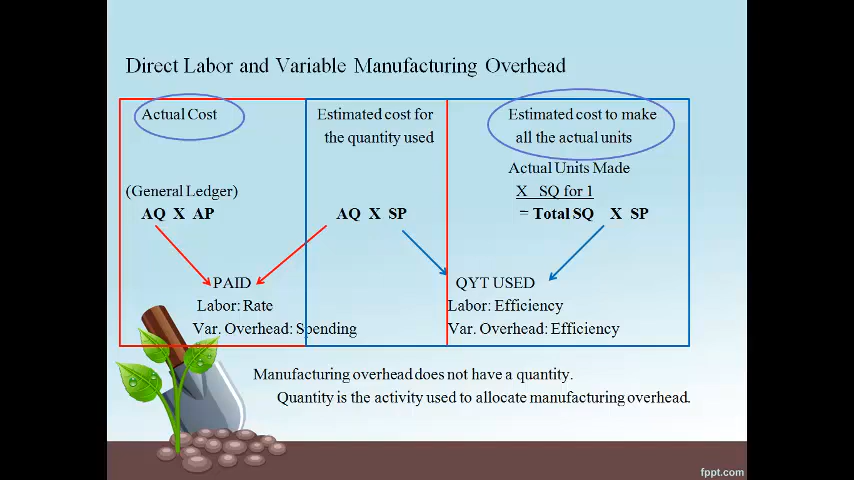 Direct Labor and Variable Manufacturing Overhead
Actual Cost
(General Ledger)
AQ X AP
Estimated cost for
the quantity used
AQ X SP
Estimated cost to make
all the actual units
Actual Units Made
X SQ for 1
= Total SQ X SP
PAID
Labor: Rate
Var. Overhead: Spending
QYT USED
Labor: Efficiency
Var. Overhead: Efficiency
Manufacturing overhead does not have a quantity.
Quantity is the activity used to allocate manufacturing overhead.
fppt.com